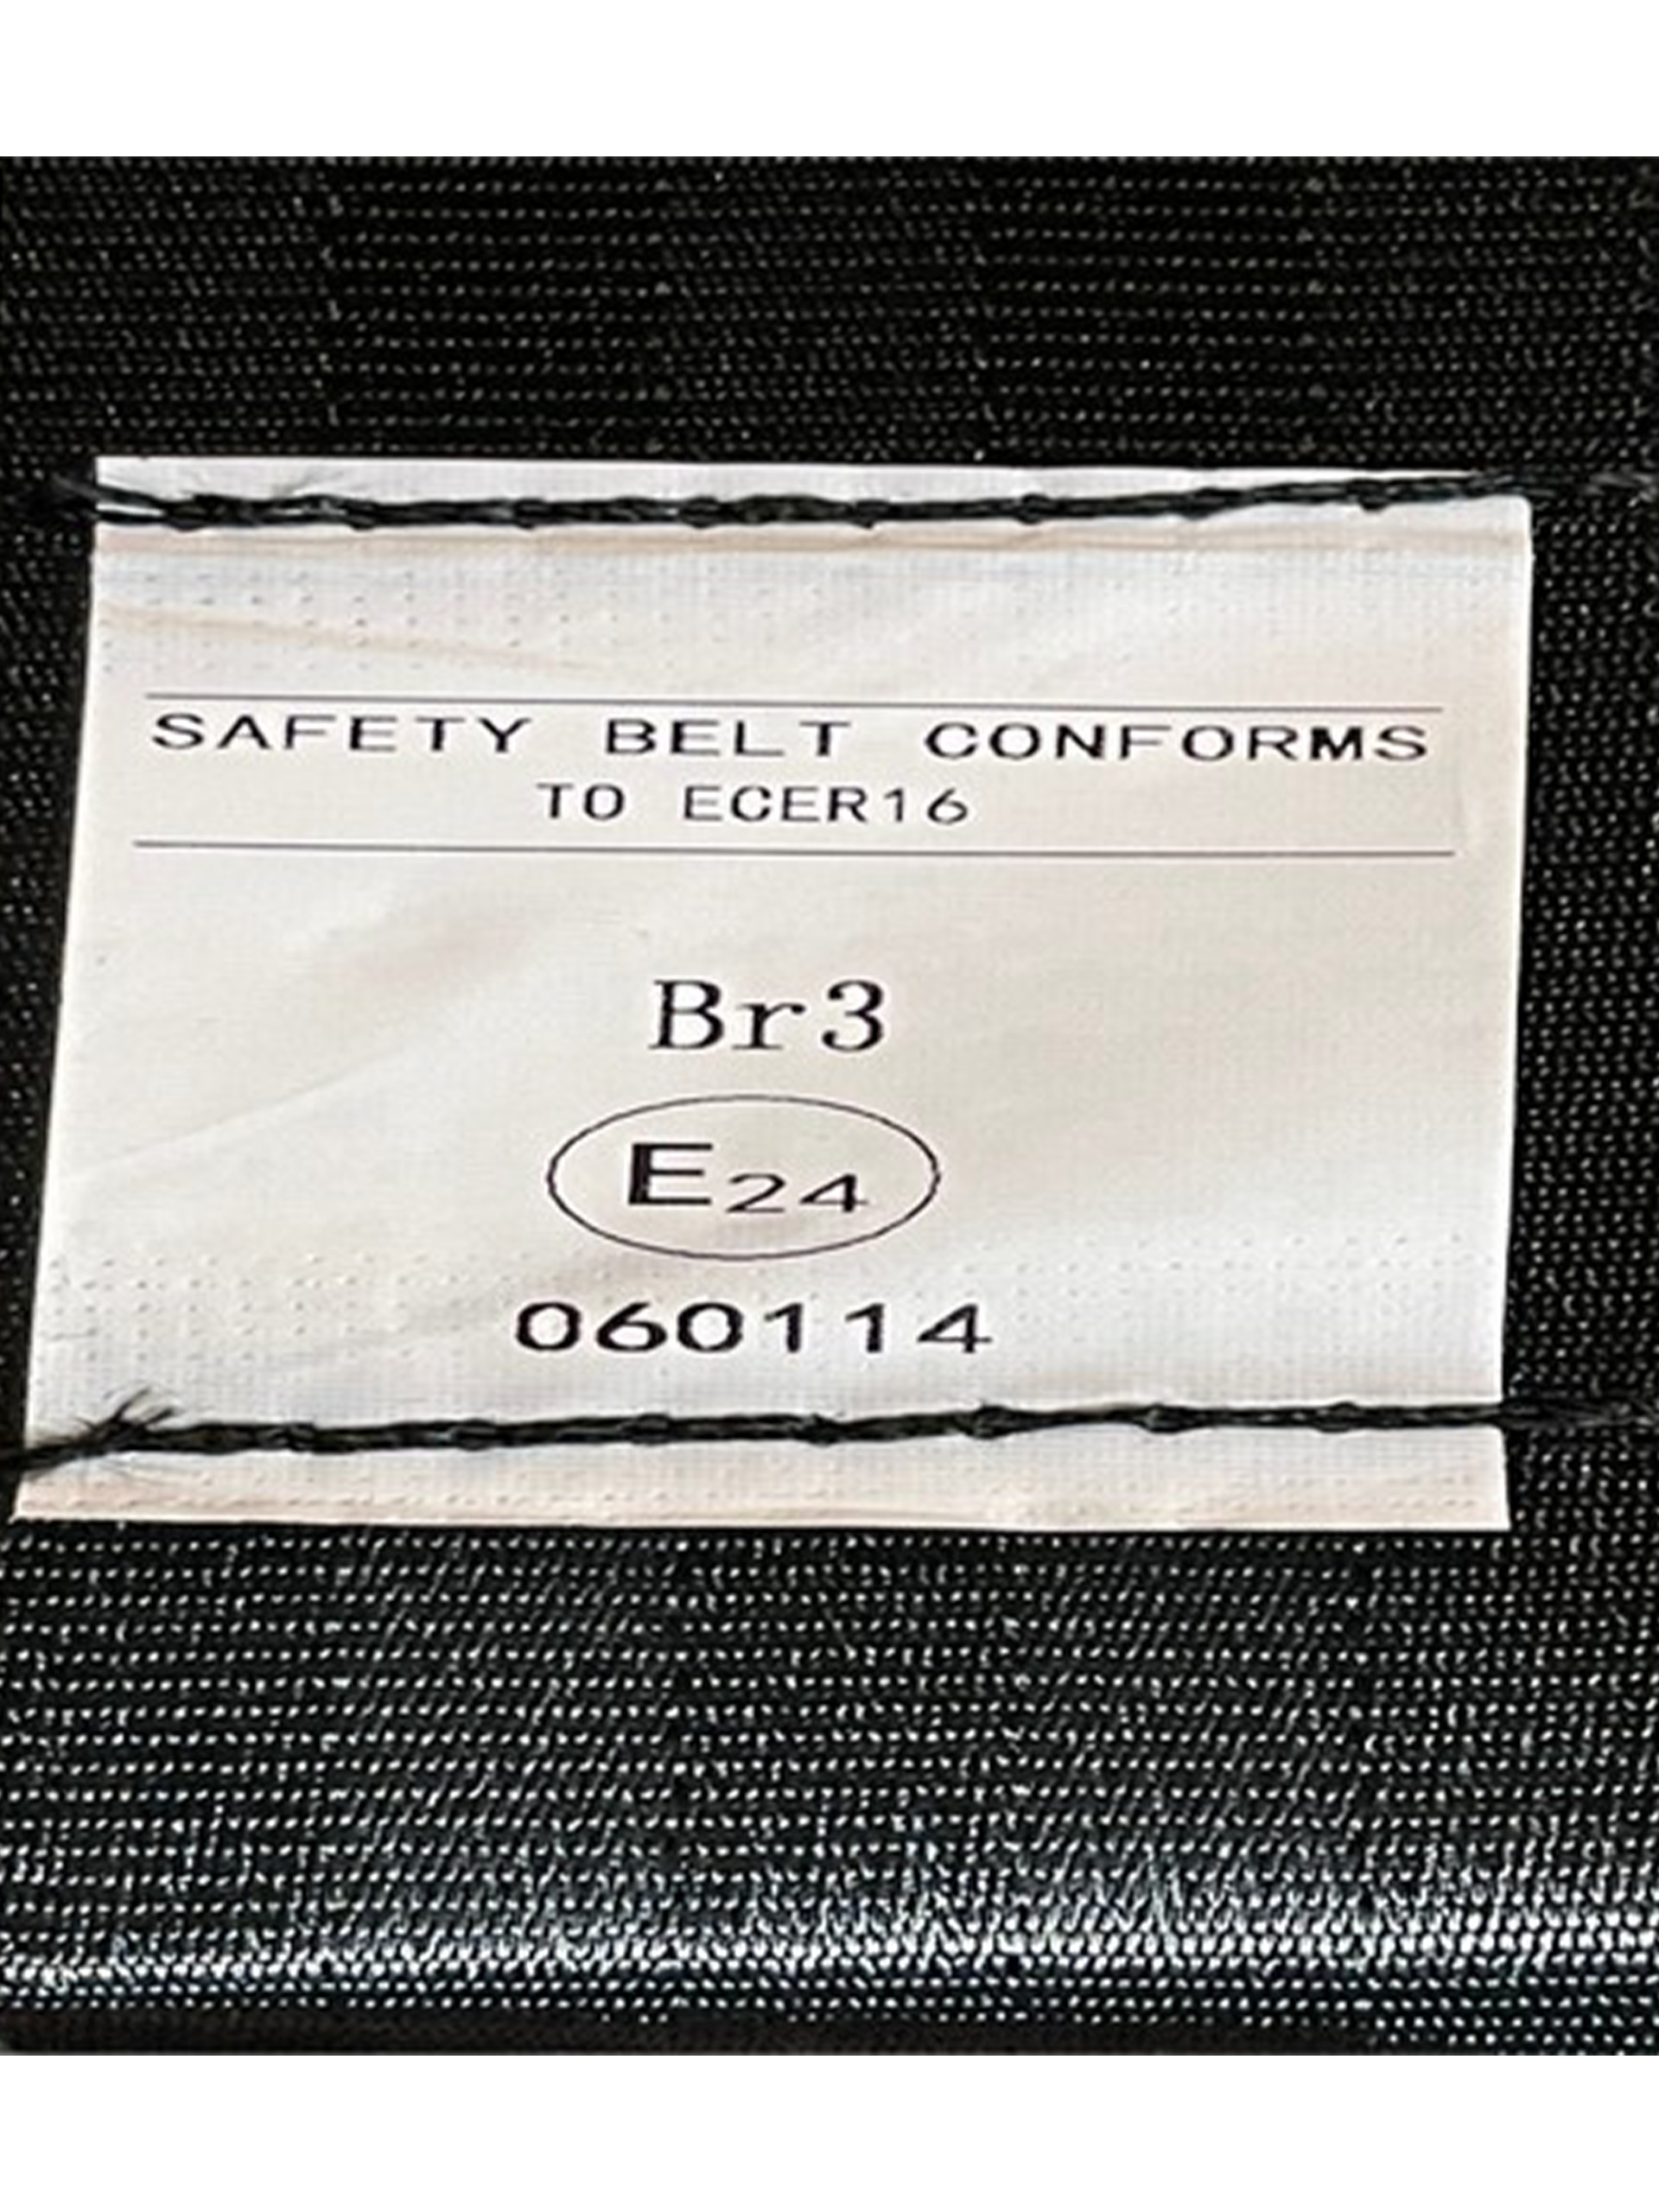 SAFETY BELT CONFORMS
TO ECER16
Br3
E24
060114